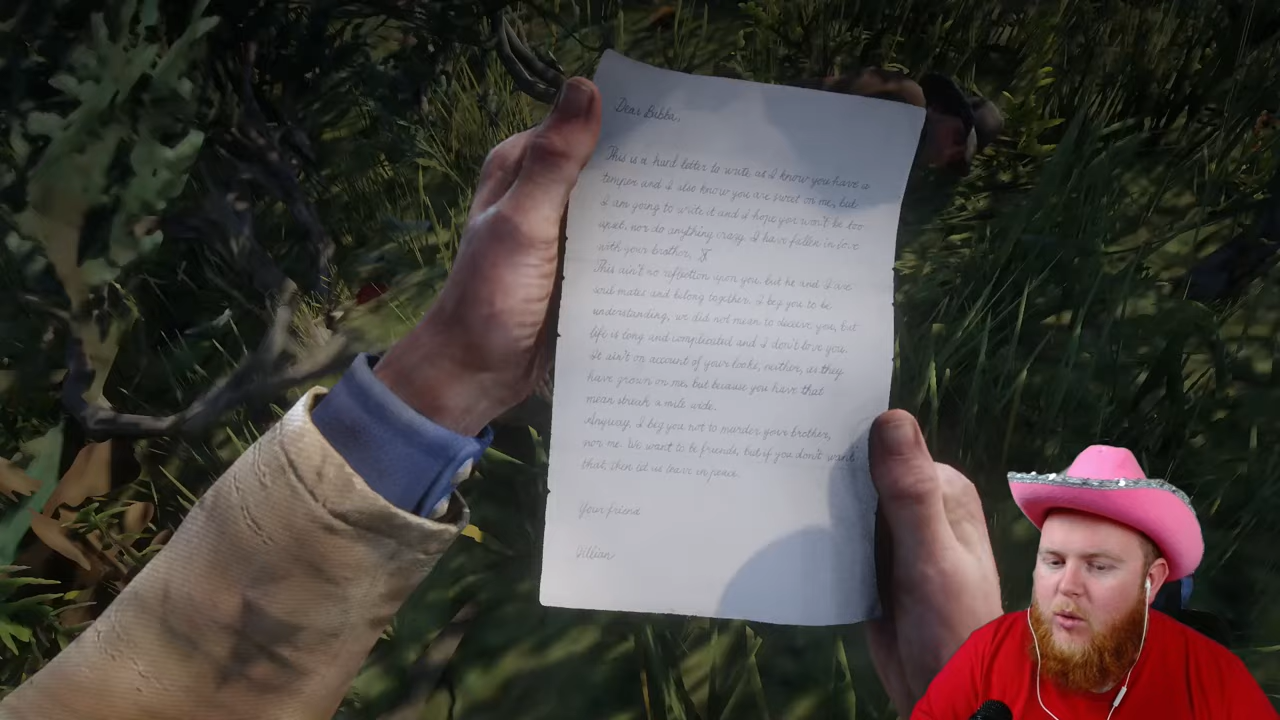 Dear Bubba,
This is a hard letter to write as I know you have a
temper and I also know you are sweet on me, but
I am going to write it and I hope you won't be too
upset, nor do anything crazy. I have fallen in love
with your brother,
This ain't no reflection upon you, but he and I are
soul mates and belong together. I beg you to be
understanding, we did not mean to deceive you, but
life is long and complicated and I don't love you.
It ain't on account of your looks, neither, as they
have grown on me, but because you have that
mean streak a mile wide.
Anyway, I beg you not to murder your brother,
nor me. We want to be friends, but if you don't want
that, then let us leave in peace.
Your friend
Lillian